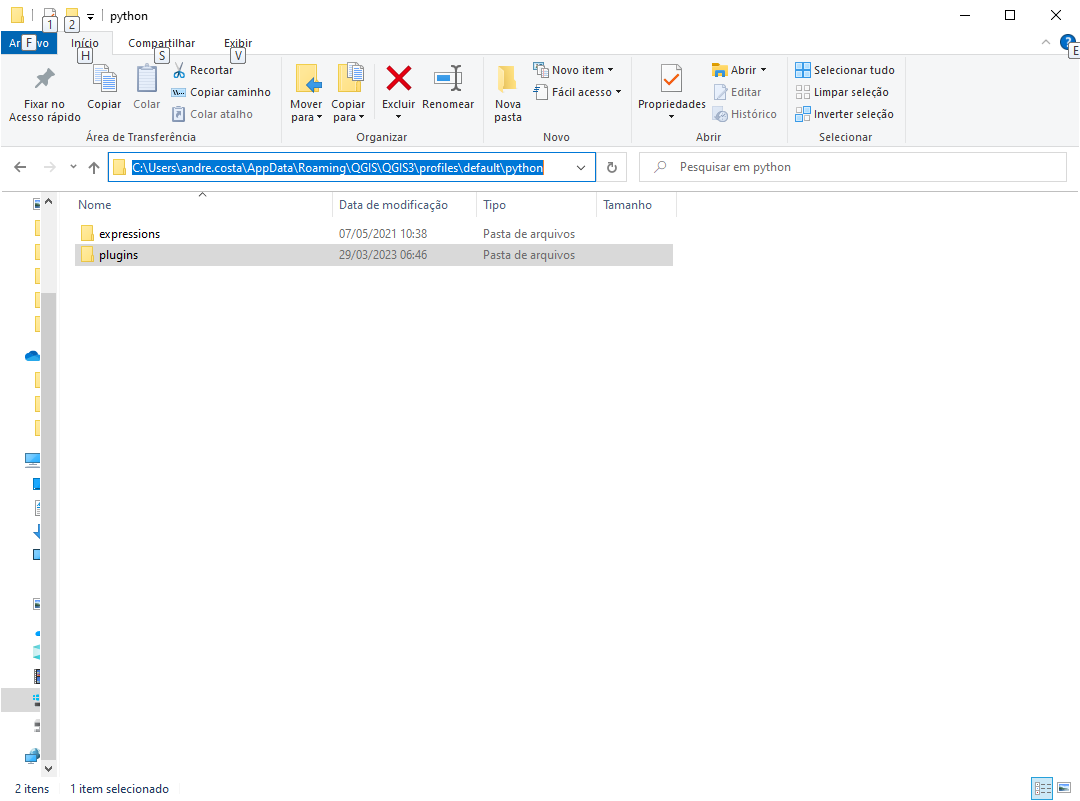 1 2 python
Arquivo F Início Compartilhar Exibir
H S V E
Fixar no
Acesso rápido
Copiar
Colar
Recortar
Copiar caminho
Colar atalho
Área de Transferência
Mover
para
Copiar
para
Excluir
Renomear
Organizar
Nova
pasta
Novo item
Fácil acesso
Novo
Propriedades
Abrir
Editar
Histórico
Abrir
Selecionar tudo
Limpar seleção
Inverter seleção
Selecionar
C:\Users\andre.costa\AppData\Roaming\QGIS\QGIS3\profiles\default\python
Pesquisar em python
Nome Data de modificação Tipo Tamanho
expressions 07/05/2021 10:38 Pasta de arquivos
plugins 29/03/2023 06:46 Pasta de arquivos
2 itens 1 item selecionado